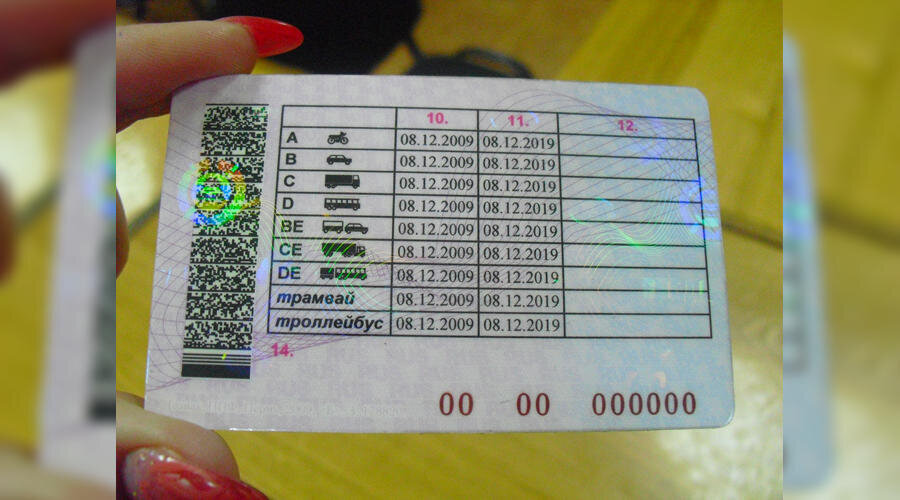 10. 11. 12.
A 08.12.2009 08.12.2019
B 08.12.2009 08.12.2019
C 08.12.2009 08.12.2019
D 08.12.2009 08.12.2019
BE 08.12.2009 08.12.2019
CE 08.12.2009 08.12.2019
DE 08.12.2009 08.12.2019
трамвай 08.12.2009 08.12.2019
троллейбус 08.12.2009 08.12.2019
14.
00 00 000000